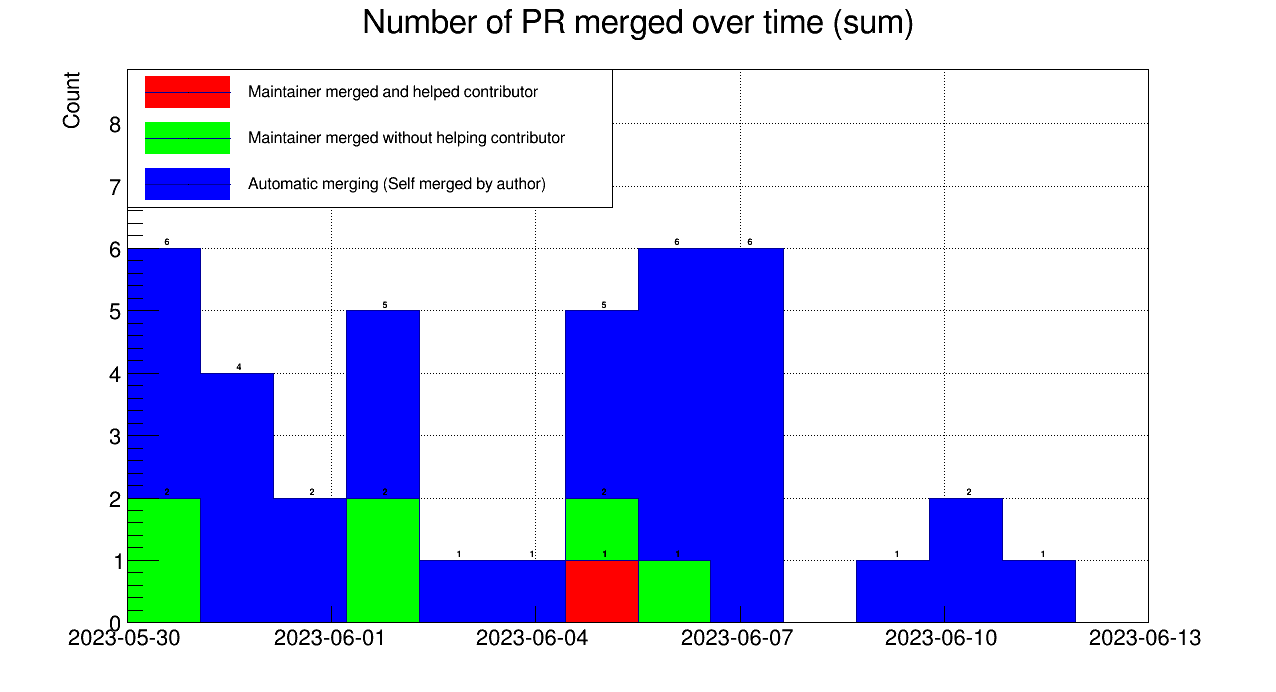 Number of PR merged over time (sum)
Count
Maintainer merged and helped contributor
Maintainer merged without helping contributor
Automatic merging (Self merged by author)
8
7
6
5
4
3
2
1
0
6 4 2 5 1 1 5 6 6 1 2 1
2 2 2 1 1
2023-05-30 2023-06-01 2023-06-04 2023-06-07 2023-06-10 2023-06-13